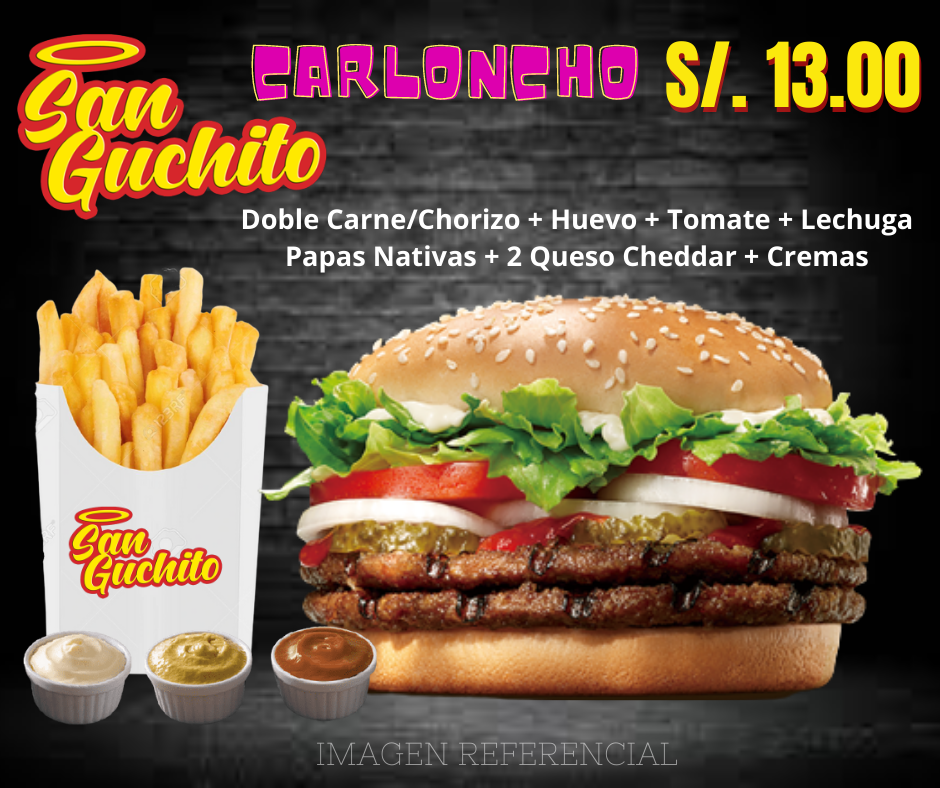 San
Guchito
CARLONCHO
S/. 13.00
Doble Carne/Chorizo + Huevo + Tomate + Lechuga
Papas Nativas + 2 Queso Cheddar + Cremas
San
Guchito
IMAGEN REFERENCIAL